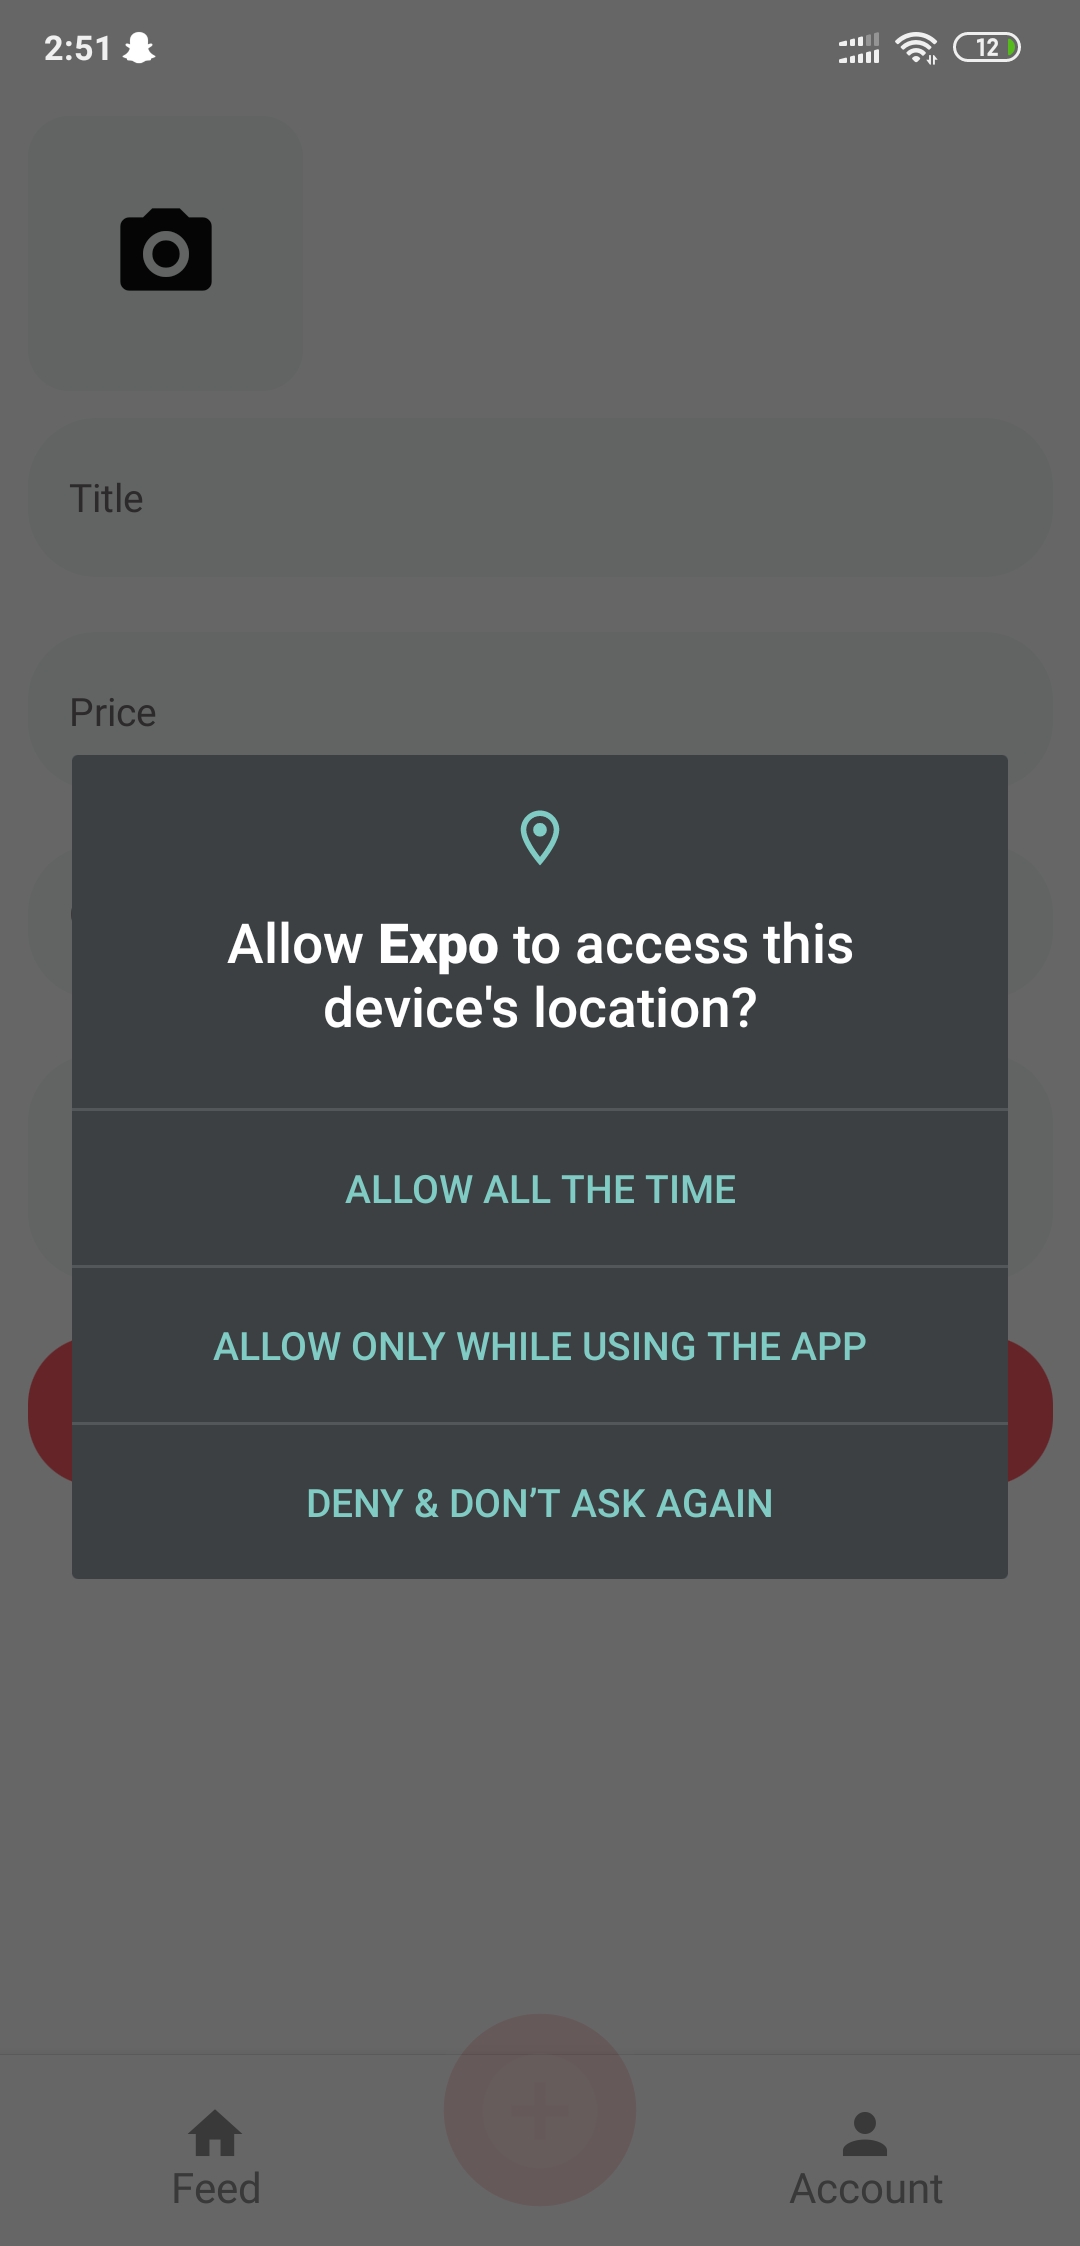 2:51
12
Title
Price
Allow Expo to access this
device's location?
ALLOW ALL THE TIME
ALLOW ONLY WHILE USING THE APP
DENY & DON’T ASK AGAIN
Feed
Account